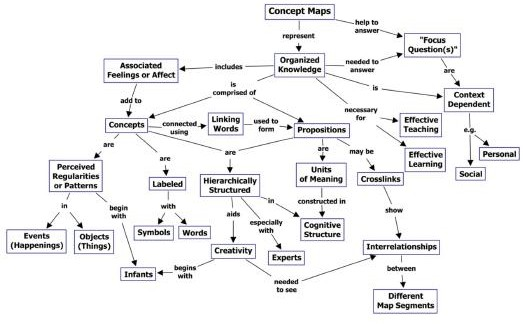 Concept Maps
help to
answer
represent
"Focus
Question(s)"
Associated
Feelings or Affect
includes
Organized
Knowledge
needed to
answer
are
is
comprised of
is
add to
necessary
for
Context
Dependent
Concepts
connected
using
Linking
Words
used to
form
Propositions
Effective
Teaching
e.g.
are
are
are
are
may be
Effective
Learning
Personal
Social
Perceived
Regularities
or Patterns
Labeled
Hierarchically
Structured
Units
of Meaning
Crosslinks
in
begin
with
with
aids
in
especially
with
constructed in
show
Events
(Happenings)
Objects
(Things)
Symbols
Words
Cognitive
Structure
Creativity
Experts
Interrelationships
Infants
begins
with
needed
to see
between
Different
Map Segments